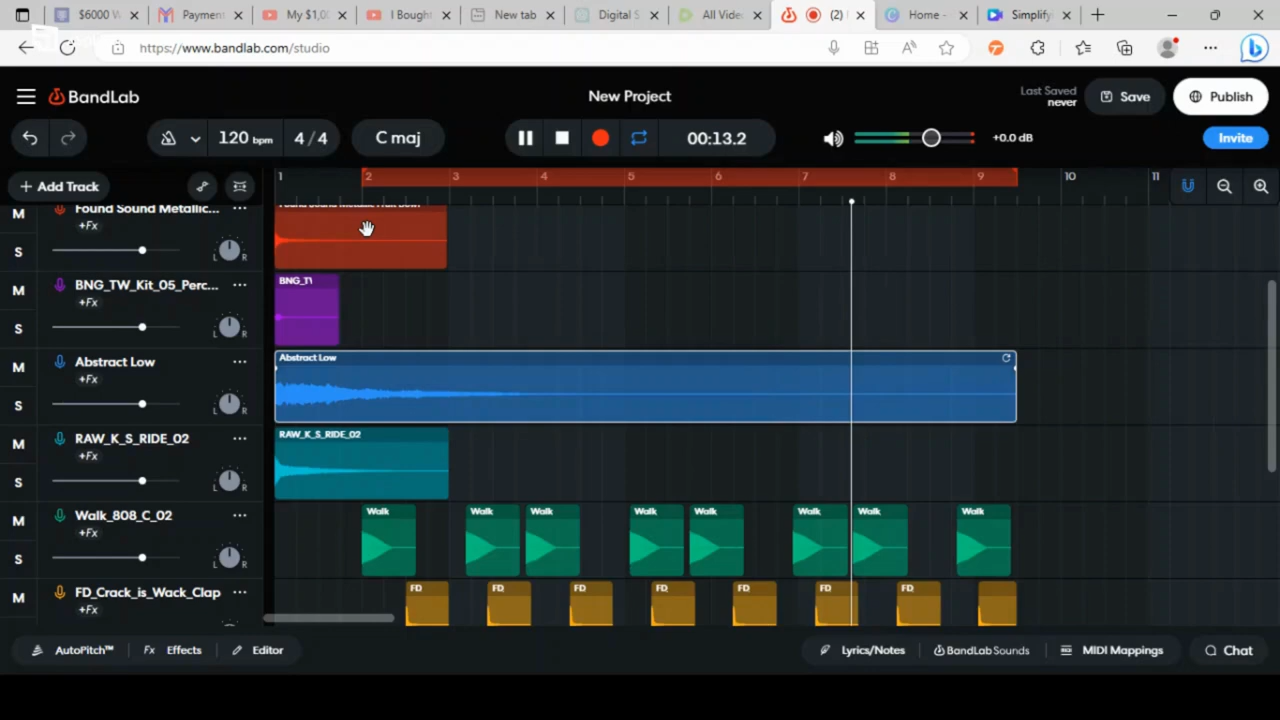 $6000 W
Paymen
My $1,0
I Bought
New tab
Digital S
All Vide
(2)
Home -
Simplify
https://www.bandlab.com/studio
BandLab
New Project
Last Saved
never
Save
Publish
120 bpm
4/4
C maj
00:13.2
+0.0 dB
Invite
+ Add Track
1 2 3 4 5 6 7 8 9 10 11
M
Found Sound Metallic...
+Fx
S
L R
M
BNG_TW_Kit_05_Perc...
+Fx
S
L R
BNG_T\
M
Abstract Low
+Fx
S
L R
Abstract Low
M
RAW_K_S_RIDE_02
+Fx
S
L R
RAW_K_S_RIDE_02
M
Walk_808_C_02
+Fx
S
L R
Walk Walk Walk Walk Walk Walk Walk Walk
M
FD_Crack_is_Wack_Clap
+Fx
FD FD FD FD FD FD FD FD
AutoPitch™
Fx Effects
Editor
Lyrics/Notes
BandLab Sounds
MIDI Mappings
Chat